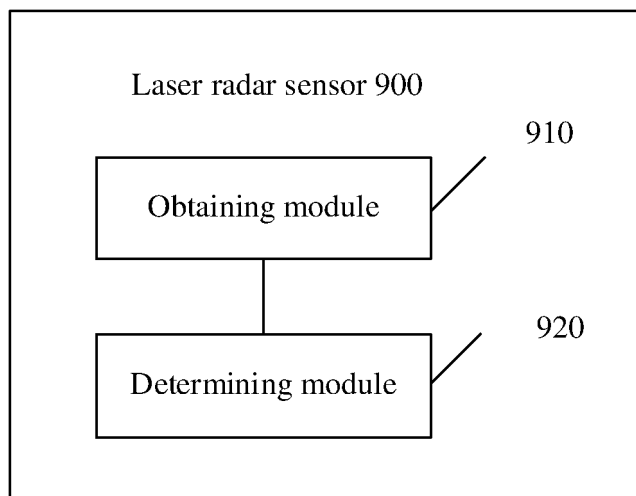 Laser radar sensor 900
910
Obtaining module
920
Determining module